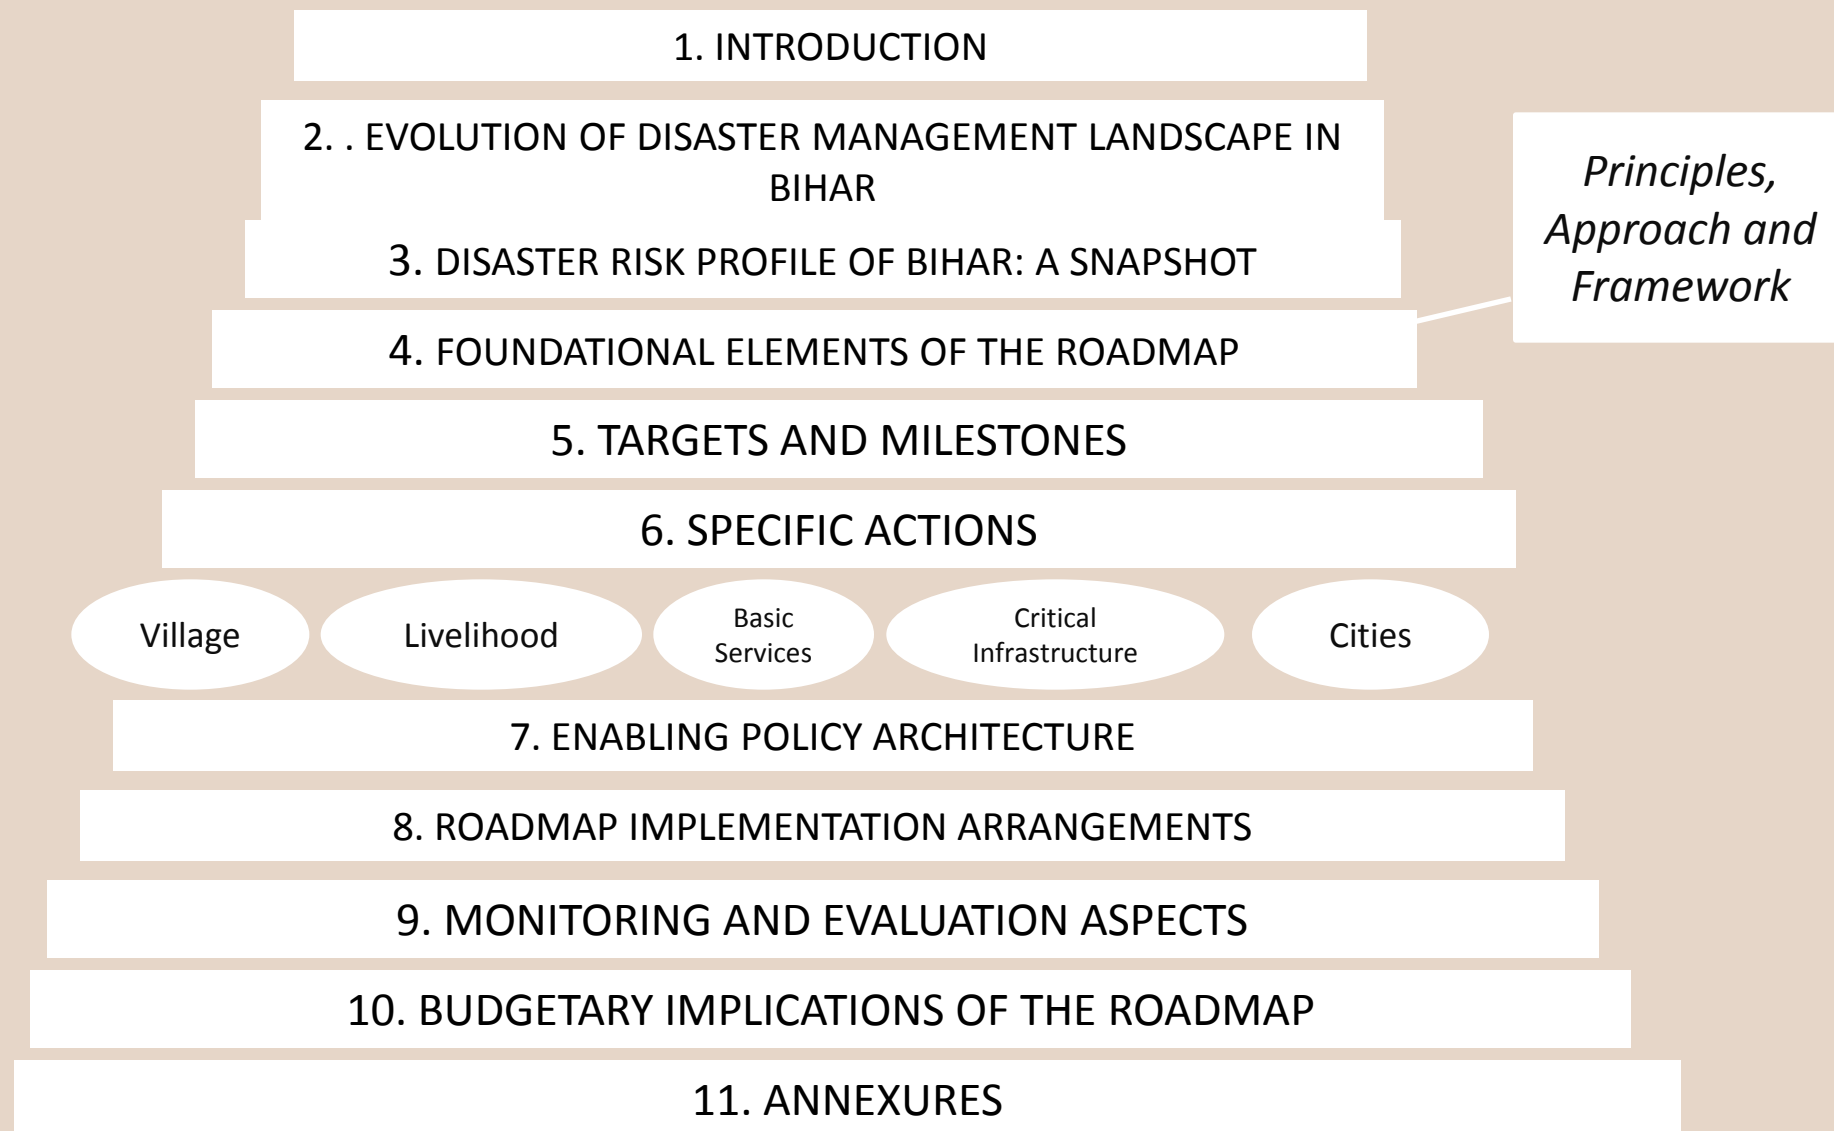 1. INTRODUCTION
2. . EVOLUTION OF DISASTER MANAGEMENT LANDSCAPE IN
BIHAR
3. DISASTER RISK PROFILE OF BIHAR: A SNAPSHOT
4. FOUNDATIONAL ELEMENTS OF THE ROADMAP
Principles,
Approach and
Framework
5. TARGETS AND MILESTONES
6. SPECIFIC ACTIONS
Village
Livelihood
Basic
Services
Critical
Infrastructure
Cities
7. ENABLING POLICY ARCHITECTURE
8. ROADMAP IMPLEMENTATION ARRANGEMENTS
9. MONITORING AND EVALUATION ASPECTS
10. BUDGETARY IMPLICATIONS OF THE ROADMAP
11. ANNEXURES